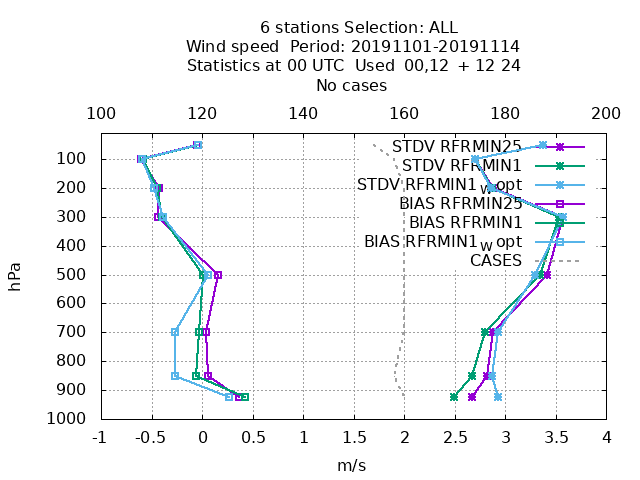 6 stations Selection: ALL
Wind speed  Period: 20191101-20191114
Statistics at 00 UTC  Used  00,12  + 12 24
No cases
100 120 140 160 180 200
STDV RFRMIN25
STDV RFRMIN1
STDV RFRMIN1_w opt
BIAS RFRMIN25
BIAS RFRMIN1
BIAS RFRMIN1_w opt
CASES
hPa
100
200
300
400
500
600
700
800
900
1000
-1 -0.5 0 0.5 1 1.5 2 2.5 3 3.5 4
m/s